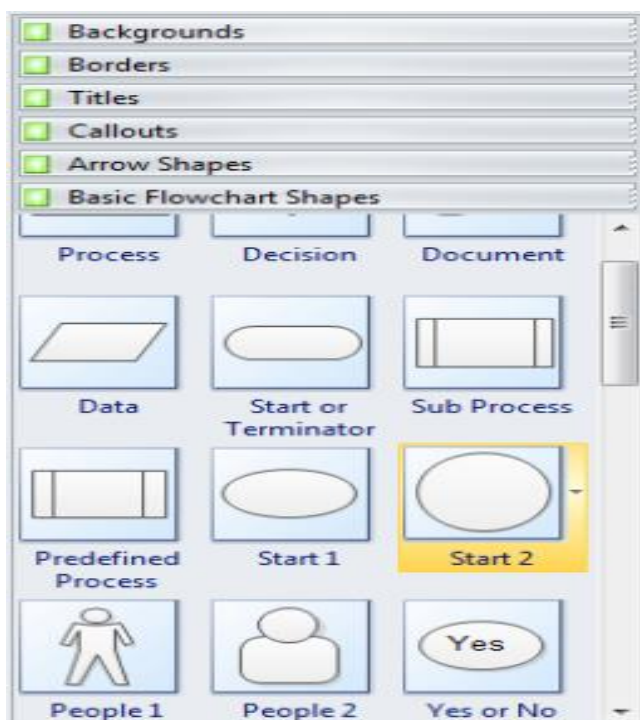 Backgrounds
Borders
Titles
Callouts
Arrow Shapes
Basic Flowchart Shapes
Process
Decision
Document
Data
Start or
Terminator
Sub Process
Predefined
Process
Start 1
Start 2
Yes
People 1
People 2
Yes or No